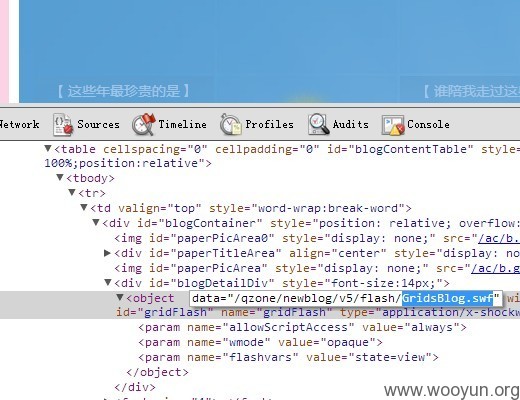 【 这些年最珍贵的是 】
【 谁陪我走过这
Network Sources Timeline Profiles Audits Console
▼<table cellspacing="0" cellpadding="0" id="blogContentTable" style=
100%;position:relative">
▼<tbody>
▼<tr>
▼<td valign="top" style="word-wrap:break-word">
▼<div id="blogContainer" style="position: relative; overflow:
<img id="paperPicArea0" style="display: none;" src="/ac/b.
▶<div id="paperTitleArea" align="center" style="display: n
<img id="paperPicArea" style="display: none;" src="/ac/b.g
▼<div id="blogDetailDiv" style="font-size:14px;">
▼<object data="/qzone/newblog/v5/flash/GridsBlog.swf" wi
id="gridFlash" name="gridFlash" type="application/x-shockw
<param name="allowScriptAccess" value="always">
<param name="wmode" value="opaque">
<param name="flashvars" value="state=view">
</object>
</div>
www.wooyun.org